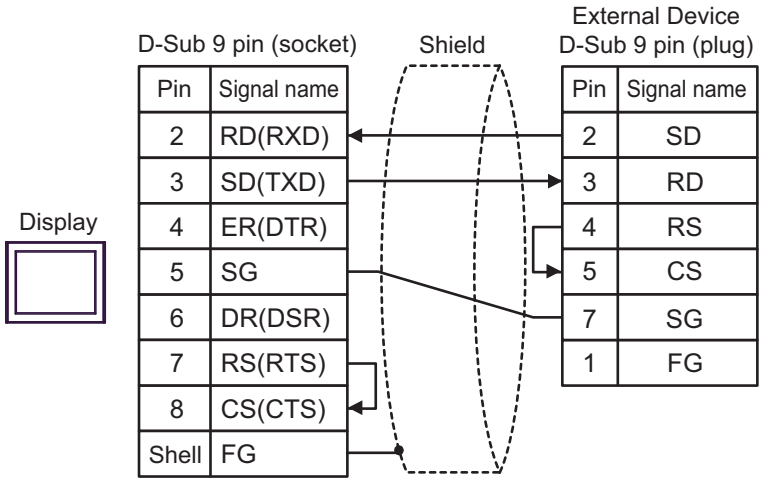 External Device
D-Sub 9 pin (socket) Shield D-Sub 9 pin (plug)
Pin Signal name Pin Signal name
2 RD(RXD) 2 SD
3 SD(TXD) 3 RD
Display 4 ER(DTR) 4 RS
5 SG 5 CS
6 DR(DSR) 7 SG
7 RS(RTS) 1 FG
8 CS(CTS)
Shell FG